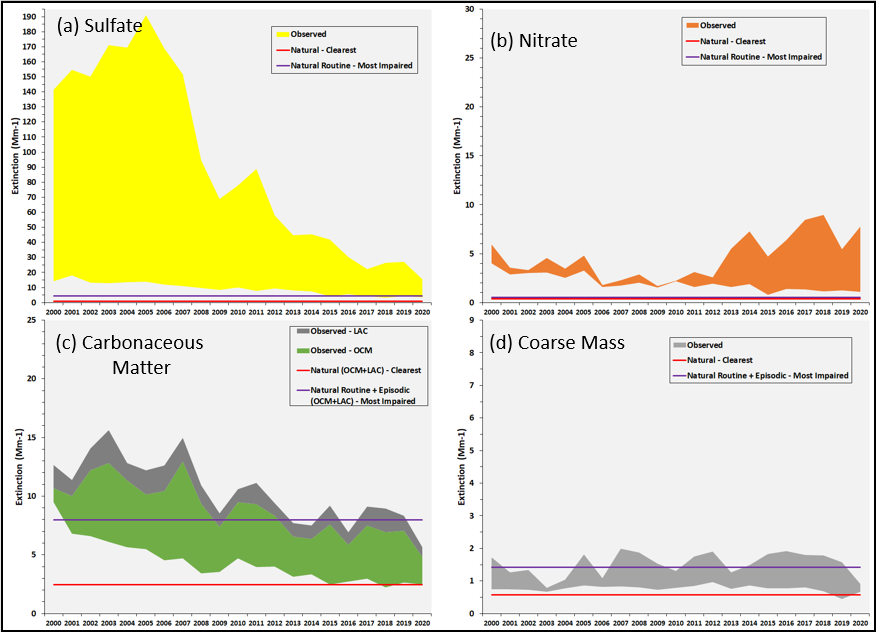 (a) Sulfate
Observed
Natural - Clearest
Natural Routine - Most Impaired
Extinction (Mm-1)
190
180
170
160
150
140
130
120
110
100
90
80
70
60
50
40
30
20
10
0
2000 2001 2002 2003 2004 2005 2006 2007 2008 2009 2010 2011 2012 2013 2014 2015 2016 2017 2018 2019 2020
(b) Nitrate
Observed
Natural - Clearest
Natural Routine - Most Impaired
Extinction (Mm-1)
30
25
20
15
10
5
0
2000 2001 2002 2003 2004 2005 2006 2007 2008 2009 2010 2011 2012 2013 2014 2015 2016 2017 2018 2019 2020
(c) Carbonaceous
Matter
Observed - LAC
Observed - OCM
Natural (OCM+LAC) - Clearest
Natural Routine + Episodic
(OCM+LAC) - Most Impaired
Extinction (Mm-1)
25
20
15
10
5
0
2000 2001 2002 2003 2004 2005 2006 2007 2008 2009 2010 2011 2012 2013 2014 2015 2016 2017 2018 2019 2020
(d) Coarse Mass
Observed
Natural - Clearest
Natural Routine + Episodic - Most Impaired
Extinction (Mm-1)
9
8
7
6
5
4
3
2
1
0
2000 2001 2002 2003 2004 2005 2006 2007 2008 2009 2010 2011 2012 2013 2014 2015 2016 2017 2018 2019 2020